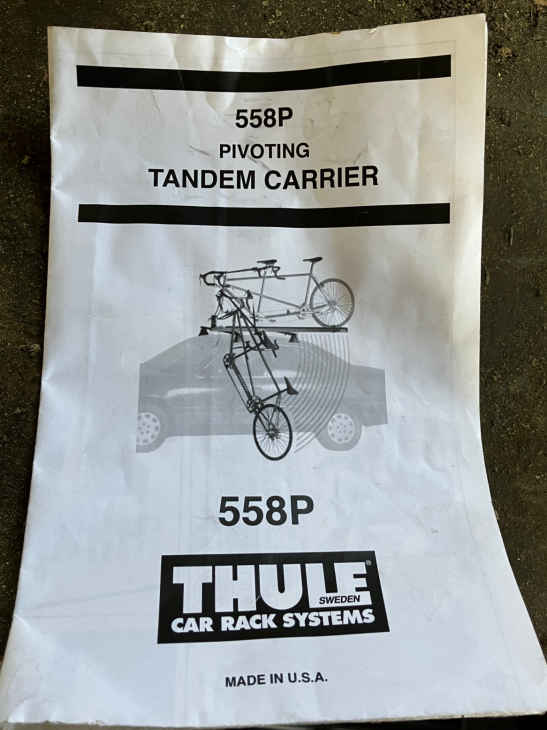 558P
PIVOTING
TANDEM CARRIER
558P
THULE®
SWEDEN
CAR RACK SYSTEMS
MADE IN U.S.A.